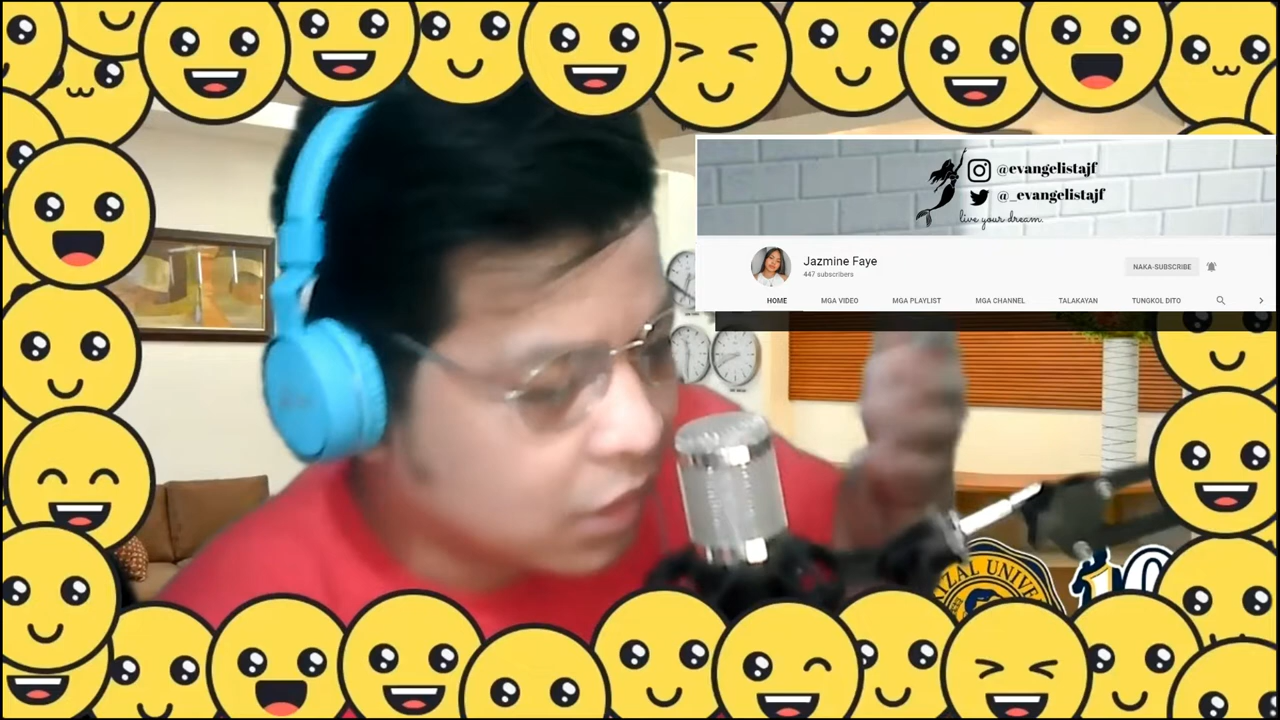 @evangelistajf
@_evangelistajf
live your dream.
Jazmine Faye
447 subscribers
NAKA-SUBSCRIBE
HOME MGA VIDEO MGA PLAYLIST MGA CHANNEL TALAKAYAN TUNGKOL DITO